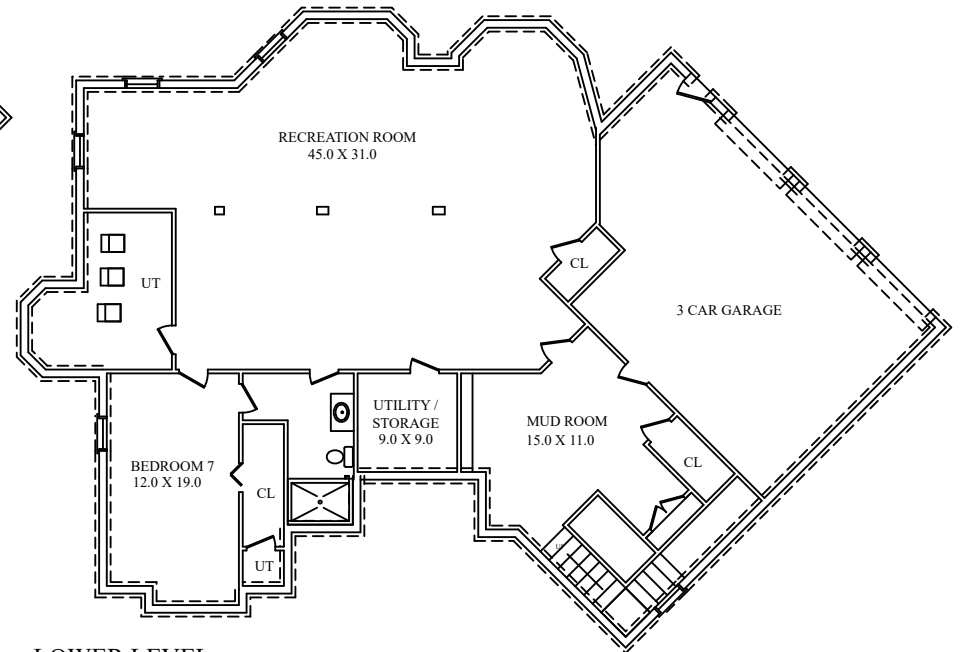 RECREATION ROOM
45.0 X 31.0
CL
UT
3 CAR GARAGE
UTILITY /
STORAGE
9.0 X 9.0
MUD ROOM
15.0 X 11.0
BEDROOM 7
12.0 X 19.0
CL
CL
UT
LOWER LEVEL